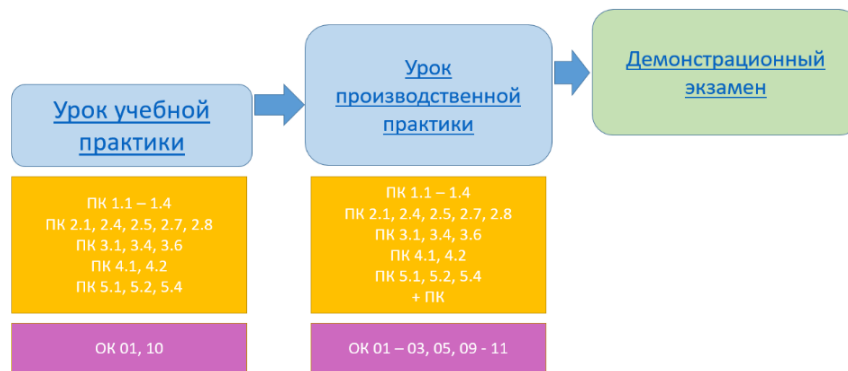 Урок учебной
практики
ПК 1.1 – 1.4
ПК 2.1, 2.4, 2.5, 2.7, 2.8
ПК 3.1, 3.4, 3.6
ПК 4.1, 4.2
ПК 5.1, 5.2, 5.4
ОК 01, 10
Урок
производственной
практики
ПК 1.1 – 1.4
ПК 2.1, 2.4, 2.5, 2.7, 2.8
ПК 3.1, 3.4, 3.6
ПК 4.1, 4.2
ПК 5.1, 5.2, 5.4
+ ПК
ОК 01 – 03, 05, 09 - 11
Демонстрационный
экзамен